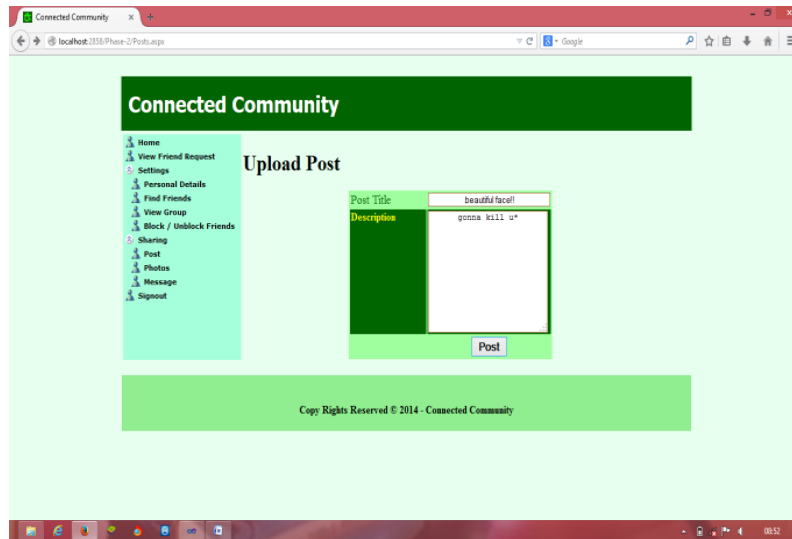 Connected Community
localhost:2858/Phase-2/Posts.aspx
Google
Connected Community
Home
View Friend Request
Settings
Personal Details
Find Friends
View Group
Block / Unblock Friends
Sharing
Post
Photos
Message
Signout
Upload Post
Post Title beautiful face!!
Description gonna kill u*
Post
Copy Rights Reserved © 2014 - Connected Community
08:52